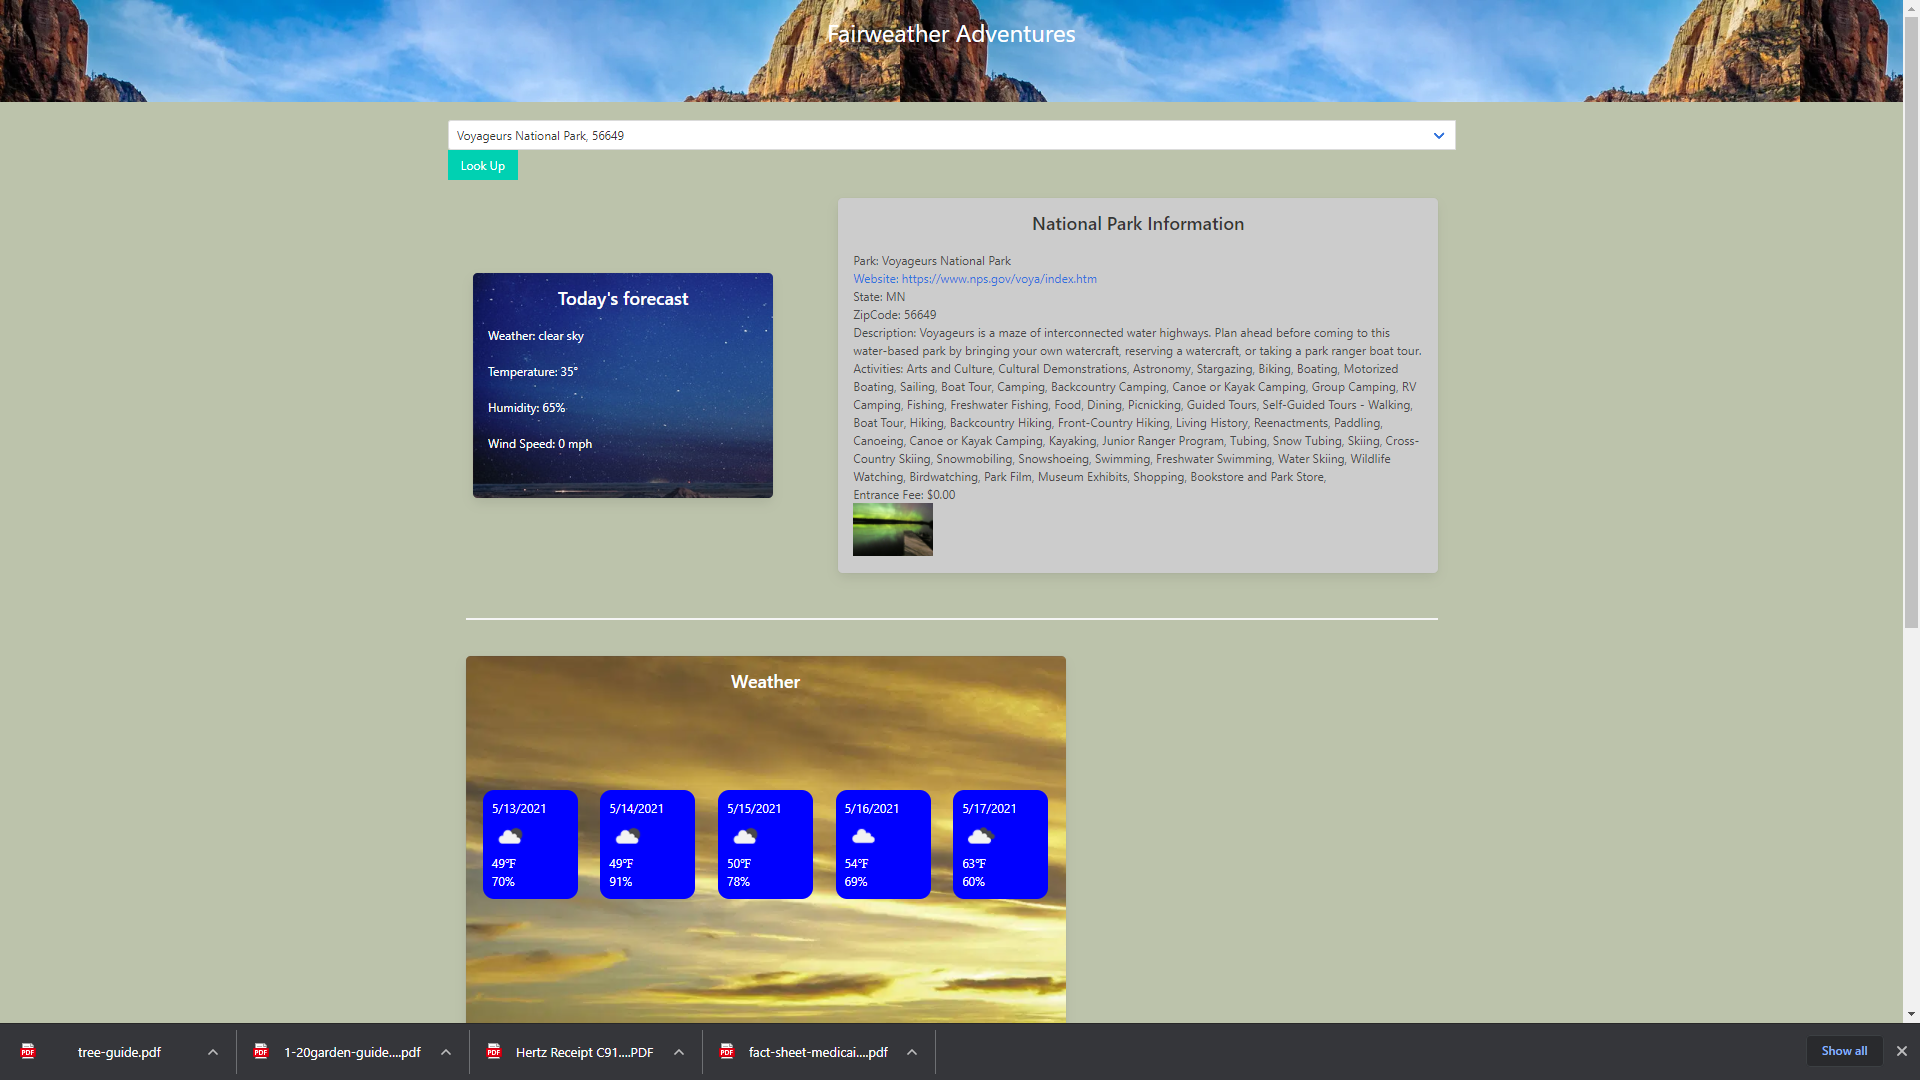 Fairweather Adventures
Voyageurs National Park, 56649
Look Up
National Park Information
Park: Voyageurs National Park
Website: https://www.nps.gov/voya/index.htm
State: MN
ZipCode: 56649
Description: Voyageurs is a maze of interconnected water highways. Plan ahead before coming to this
water-based park by bringing your own watercraft, reserving a watercraft, or taking a park ranger boat tour.
Activities: Arts and Culture, Cultural Demonstrations, Astronomy, Stargazing, Biking, Boating, Motorized
Boating, Sailing, Boat Tour, Camping, Backcountry Camping, Canoe or Kayak Camping, Group Camping, RV
Camping, Fishing, Freshwater Fishing, Food, Dining, Picnicking, Guided Tours, Self-Guided Tours - Walking,
Boat Tour, Hiking, Backcountry Hiking, Front-Country Hiking, Living History, Reenactments, Paddling,
Canoeing, Canoe or Kayak Camping, Kayaking, Junior Ranger Program, Tubing, Snow Tubing, Skiing, Cross-
Country Skiing, Snowmobiling, Snowshoeing, Swimming, Freshwater Swimming, Water Skiing, Wildlife
Watching, Birdwatching, Park Film, Museum Exhibits, Shopping, Bookstore and Park Store,
Entrance Fee: $0.00
Today's forecast
Weather: clear sky
Temperature: 35°
Humidity: 65%
Wind Speed: 0 mph
Weather
5/13/2021
49°F
70%
5/14/2021
49°F
91%
5/15/2021
50°F
78%
5/16/2021
54°F
69%
5/17/2021
63°F
60%
PDF
tree-guide.pdf
PDF
1-20garden-guide....pdf
PDF
Hertz Receipt C91....PDF
PDF
fact-sheet-medicai....pdf
Show all